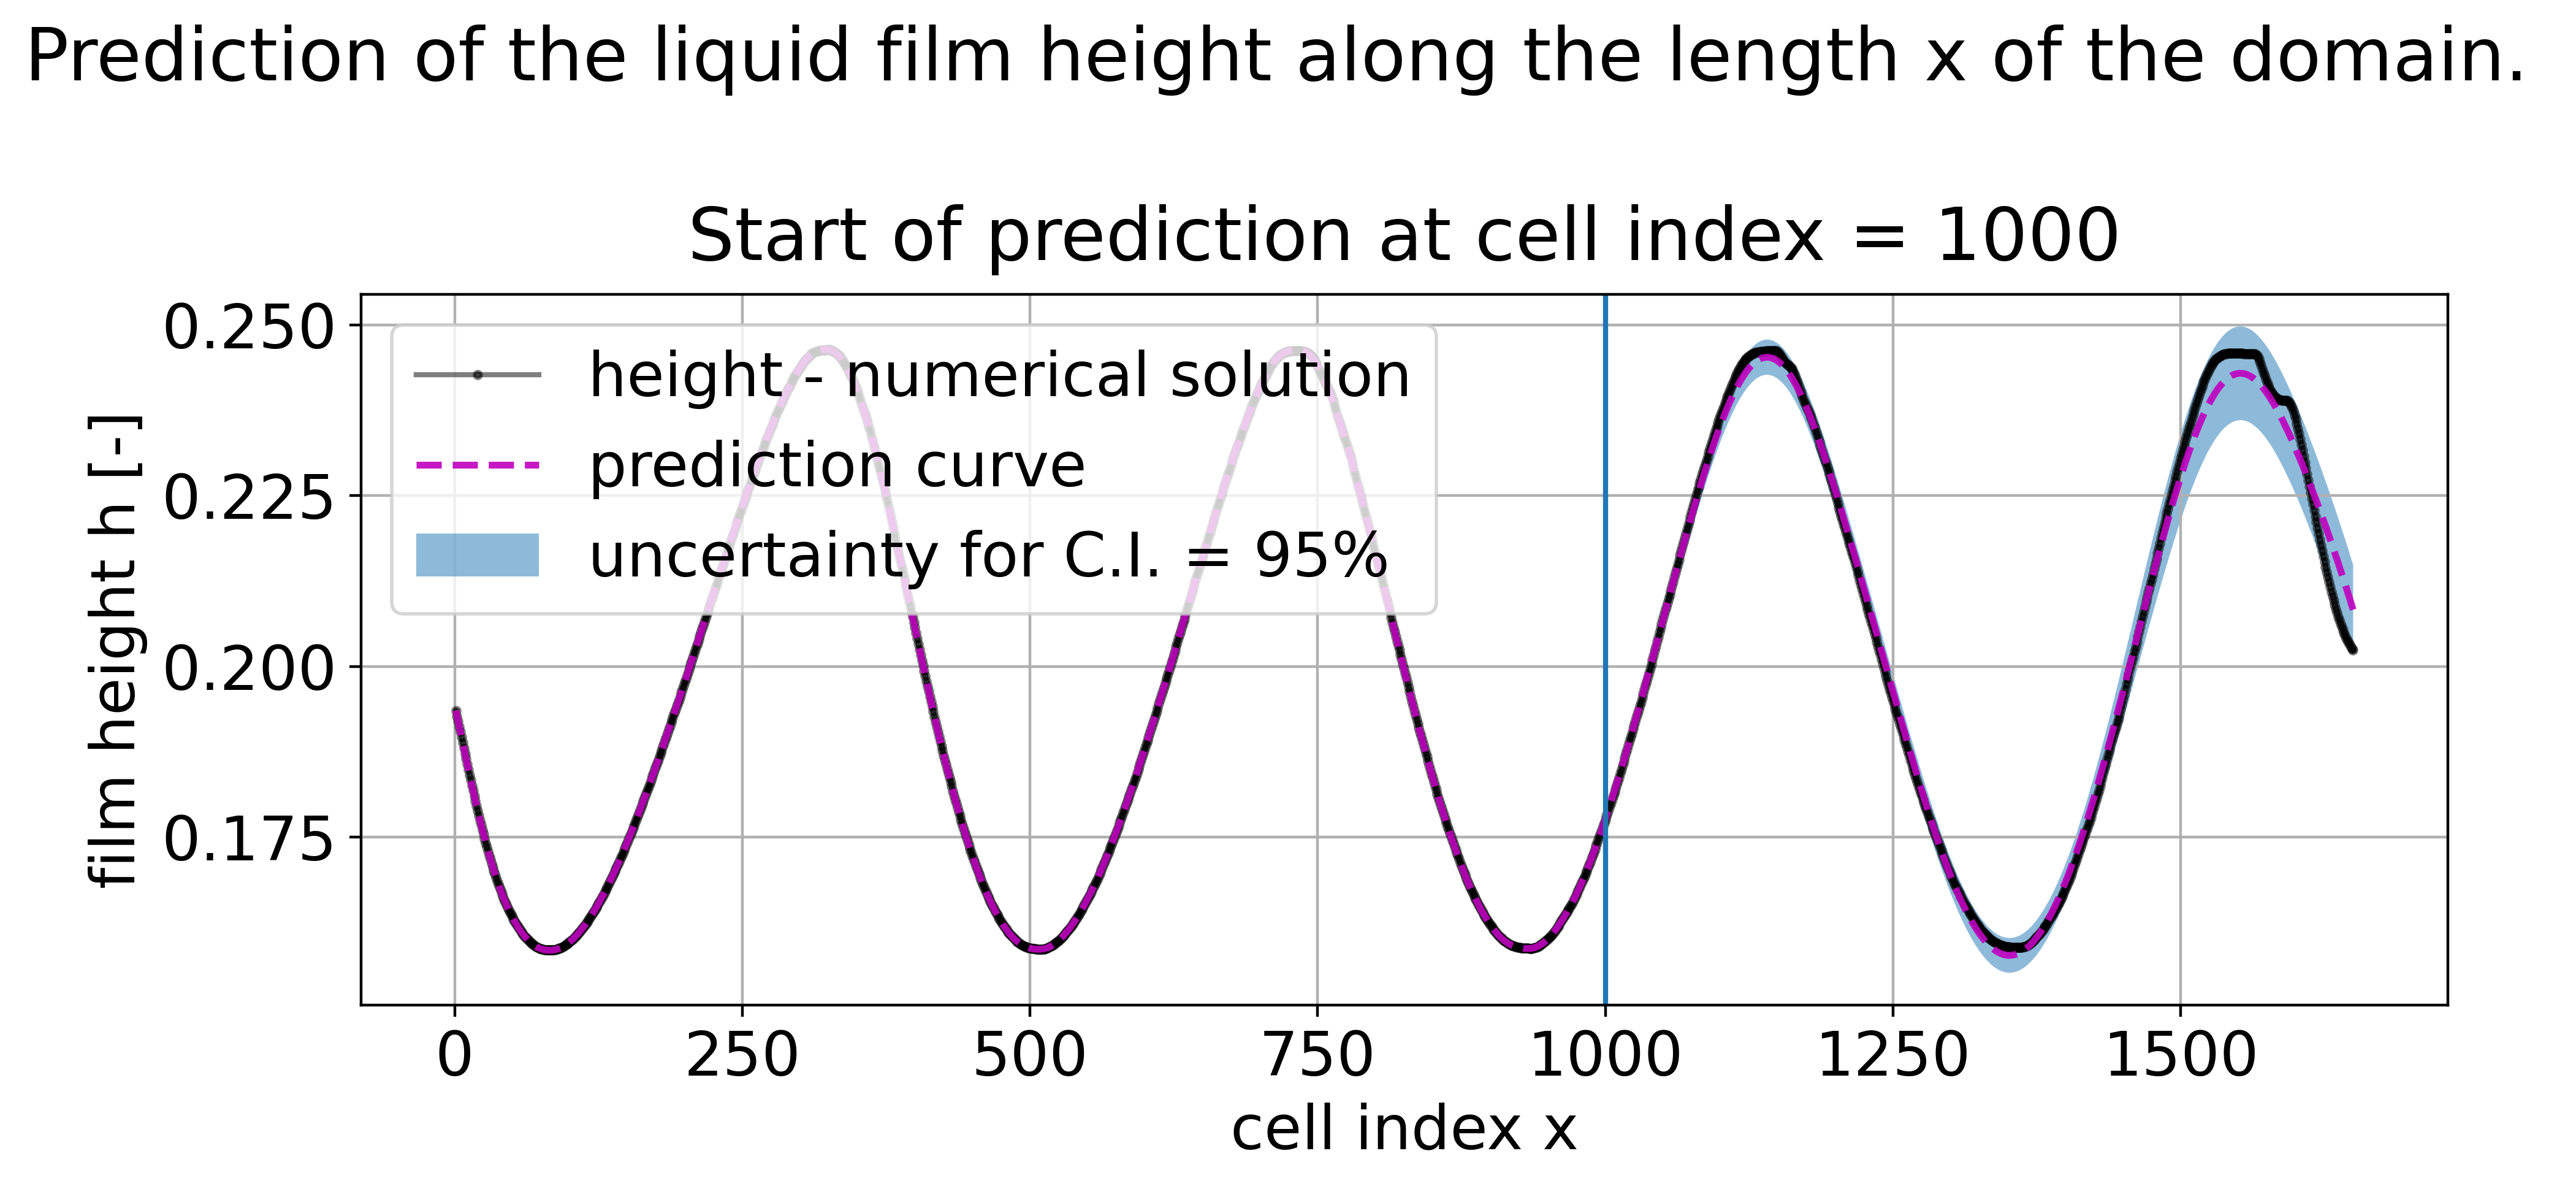 Prediction of the liquid film height along the length x of the domain.
Start of prediction at cell index = 1000
film height h [-]
0.250
0.225
0.200
0.175
height - numerical solution
prediction curve
uncertainty for C.I. = 95%
0 250 500 750 1000 1250 1500
cell index x